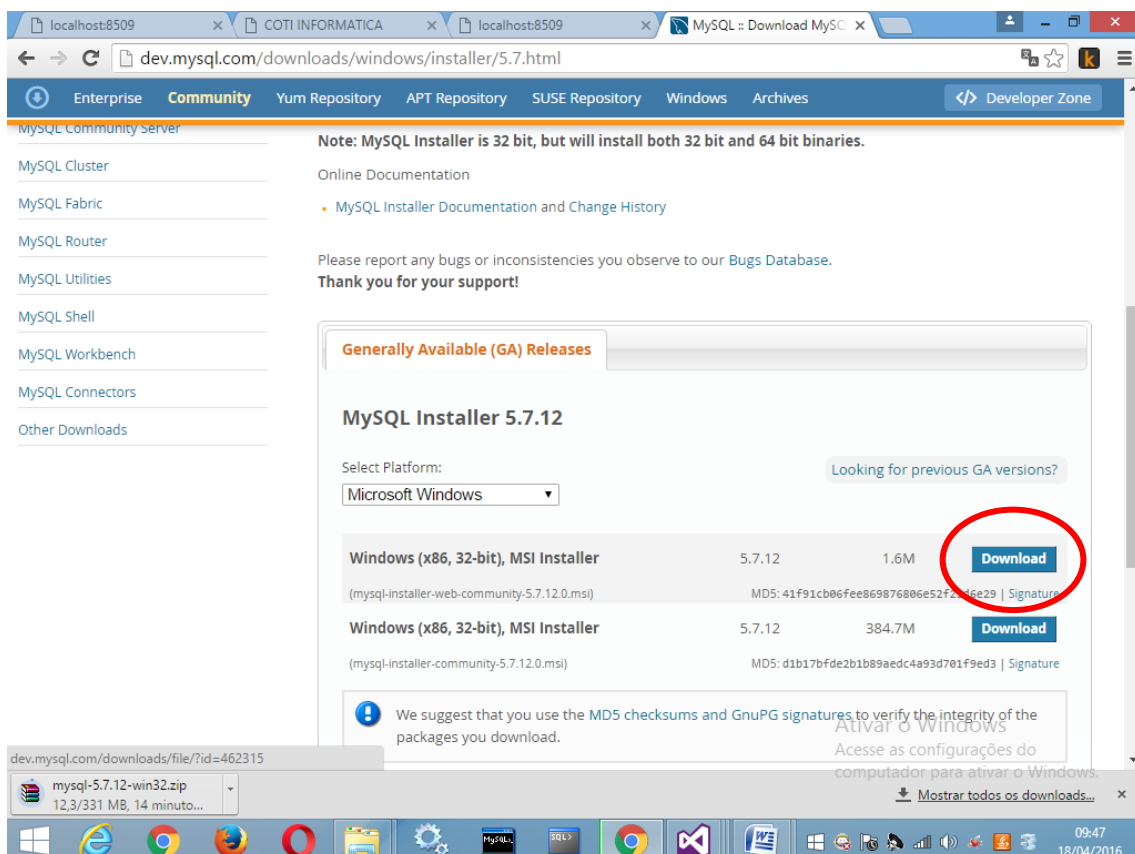 localhost:8509
COTI INFORMATICA
localhost:8509
MySQL :: Download MySC
dev.mysql.com/downloads/windows/installer/5.7.html
Enterprise Community Yum Repository APT Repository SUSE Repository Windows Archives </> Developer Zone
MySQL Community Server
MySQL Cluster
MySQL Fabric
MySQL Router
MySQL Utilities
MySQL Shell
MySQL Workbench
MySQL Connectors
Other Downloads
Note: MySQL Installer is 32 bit, but will install both 32 bit and 64 bit binaries.
Online Documentation
• MySQL Installer Documentation and Change History
Please report any bugs or inconsistencies you observe to our Bugs Database.
Thank you for your support!
Generally Available (GA) Releases
MySQL Installer 5.7.12
Select Platform:
Microsoft Windows
Looking for previous GA versions?
Windows (x86, 32-bit), MSI Installer 5.7.12 1.6M Download
(mysql-installer-web-community-5.7.12.0.msi) MD5: | Signature
Windows (x86, 32-bit), MSI Installer 5.7.12 384.7M Download
(mysql-installer-community-5.7.12.0.msi) MD5: d1b17bfde2b1b89aedc4a93d701f9ed3 | Signature
We suggest that you use the MD5 checksums and GnuPG signatures to verify the integrity of the
packages you download.
Ativar o Windows
Acesse as configurações do
computador para ativar o Windows.
dev.mysql.com/downloads/file/?id=462315
mysql-5.7.12-win32.zip
12,3/331 MB, 14 minuto...
Mostrar todos os downloads...
MySQL
SQL>
09:47
18/04/2016